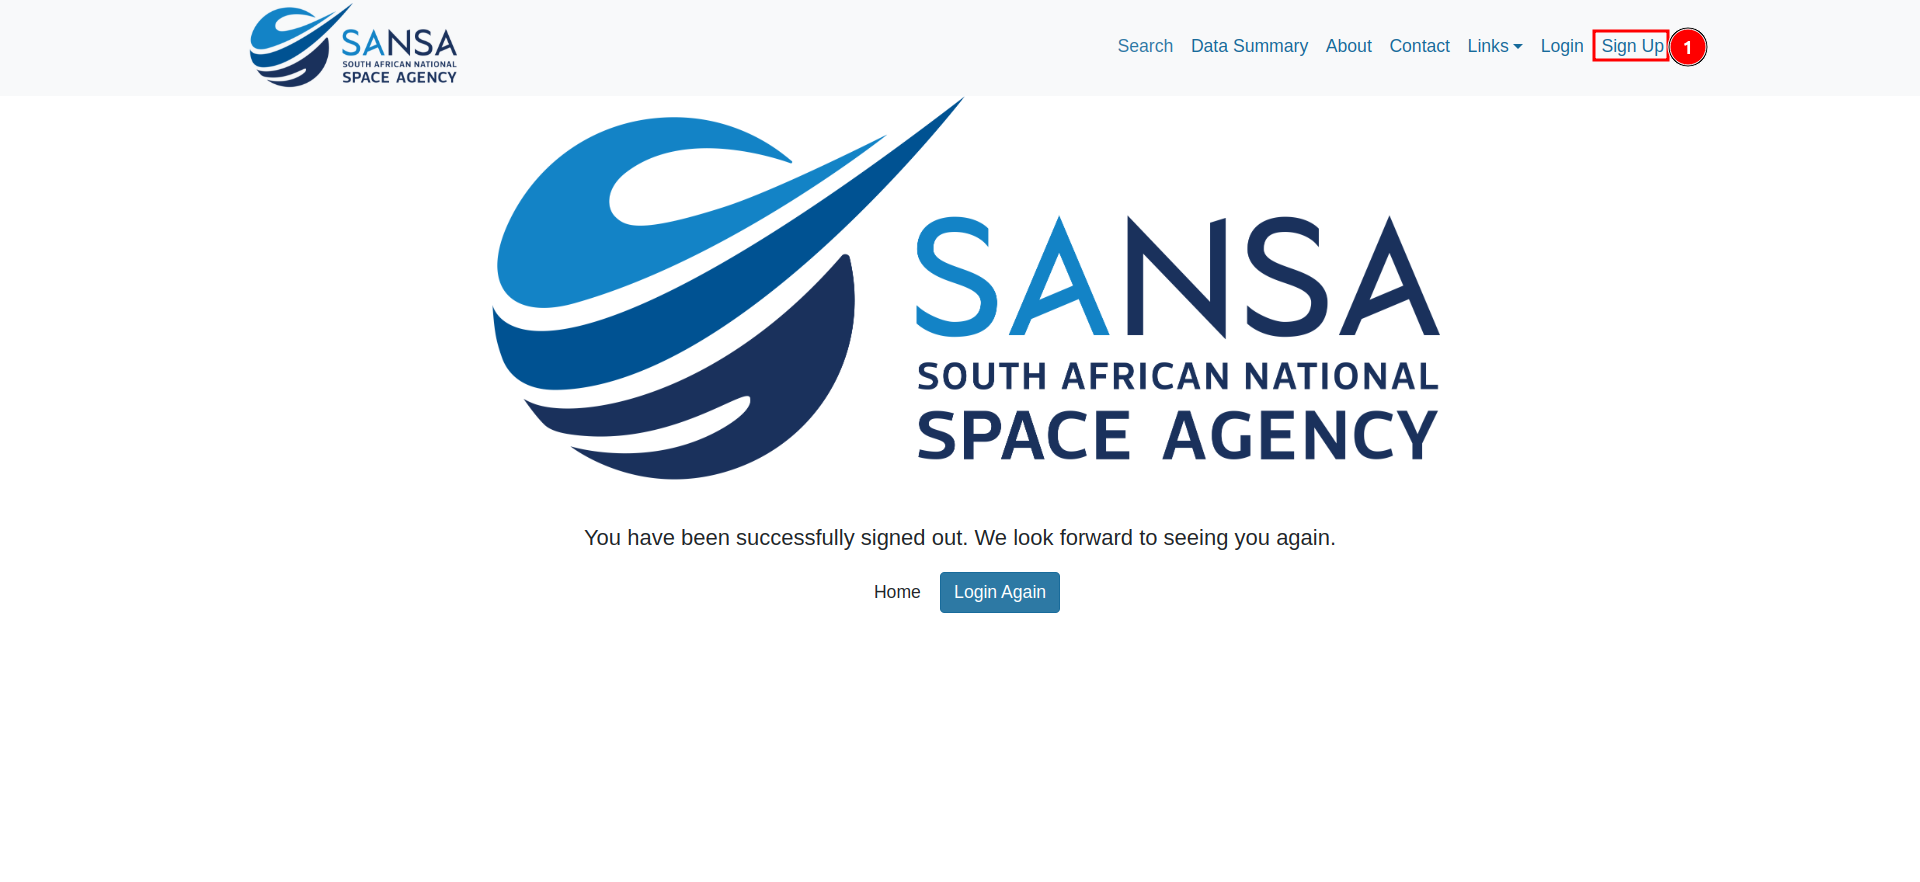 SANSA
SOUTH AFRICAN NATIONAL
SPACE AGENCY
Search Data Summary About Contact Links Login Sign Up 1
SANSA
SOUTH AFRICAN NATIONAL
SPACE AGENCY
You have been successfully signed out. We look forward to seeing you again.
Home Login Again